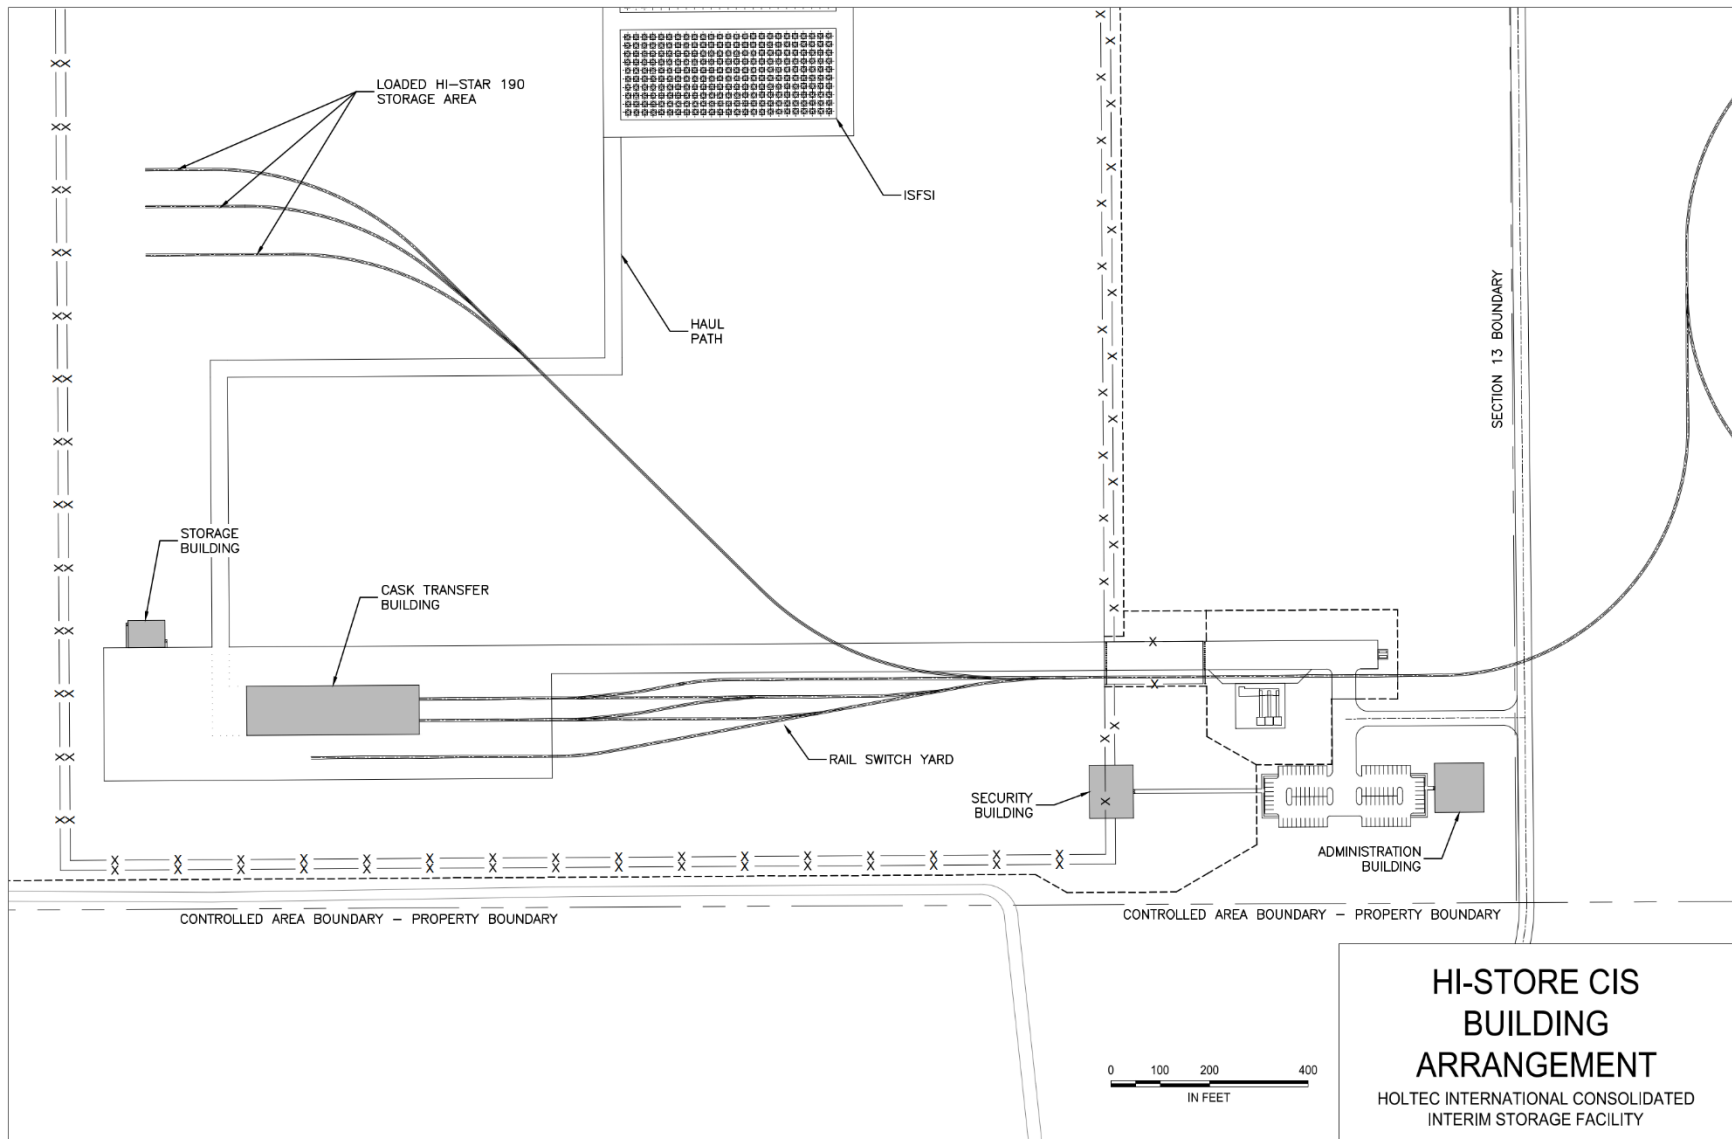 LOADED HI-STAR 190
STORAGE AREA
ISFSI
HAUL
PATH
SECTION 13 BOUNDARY
STORAGE
BUILDING
CASK TRANSFER
BUILDING
RAIL SWITCH YARD
SECURITY
BUILDING
ADMINISTRATION
BUILDING
CONTROLLED AREA BOUNDARY - PROPERTY BOUNDARY
CONTROLLED AREA BOUNDARY - PROPERTY BOUNDARY
0 100 200 400
IN FEET
HI-STORE CIS
BUILDING
ARRANGEMENT
HOLTEC INTERNATIONAL CONSOLIDATED
INTERIM STORAGE FACILITY